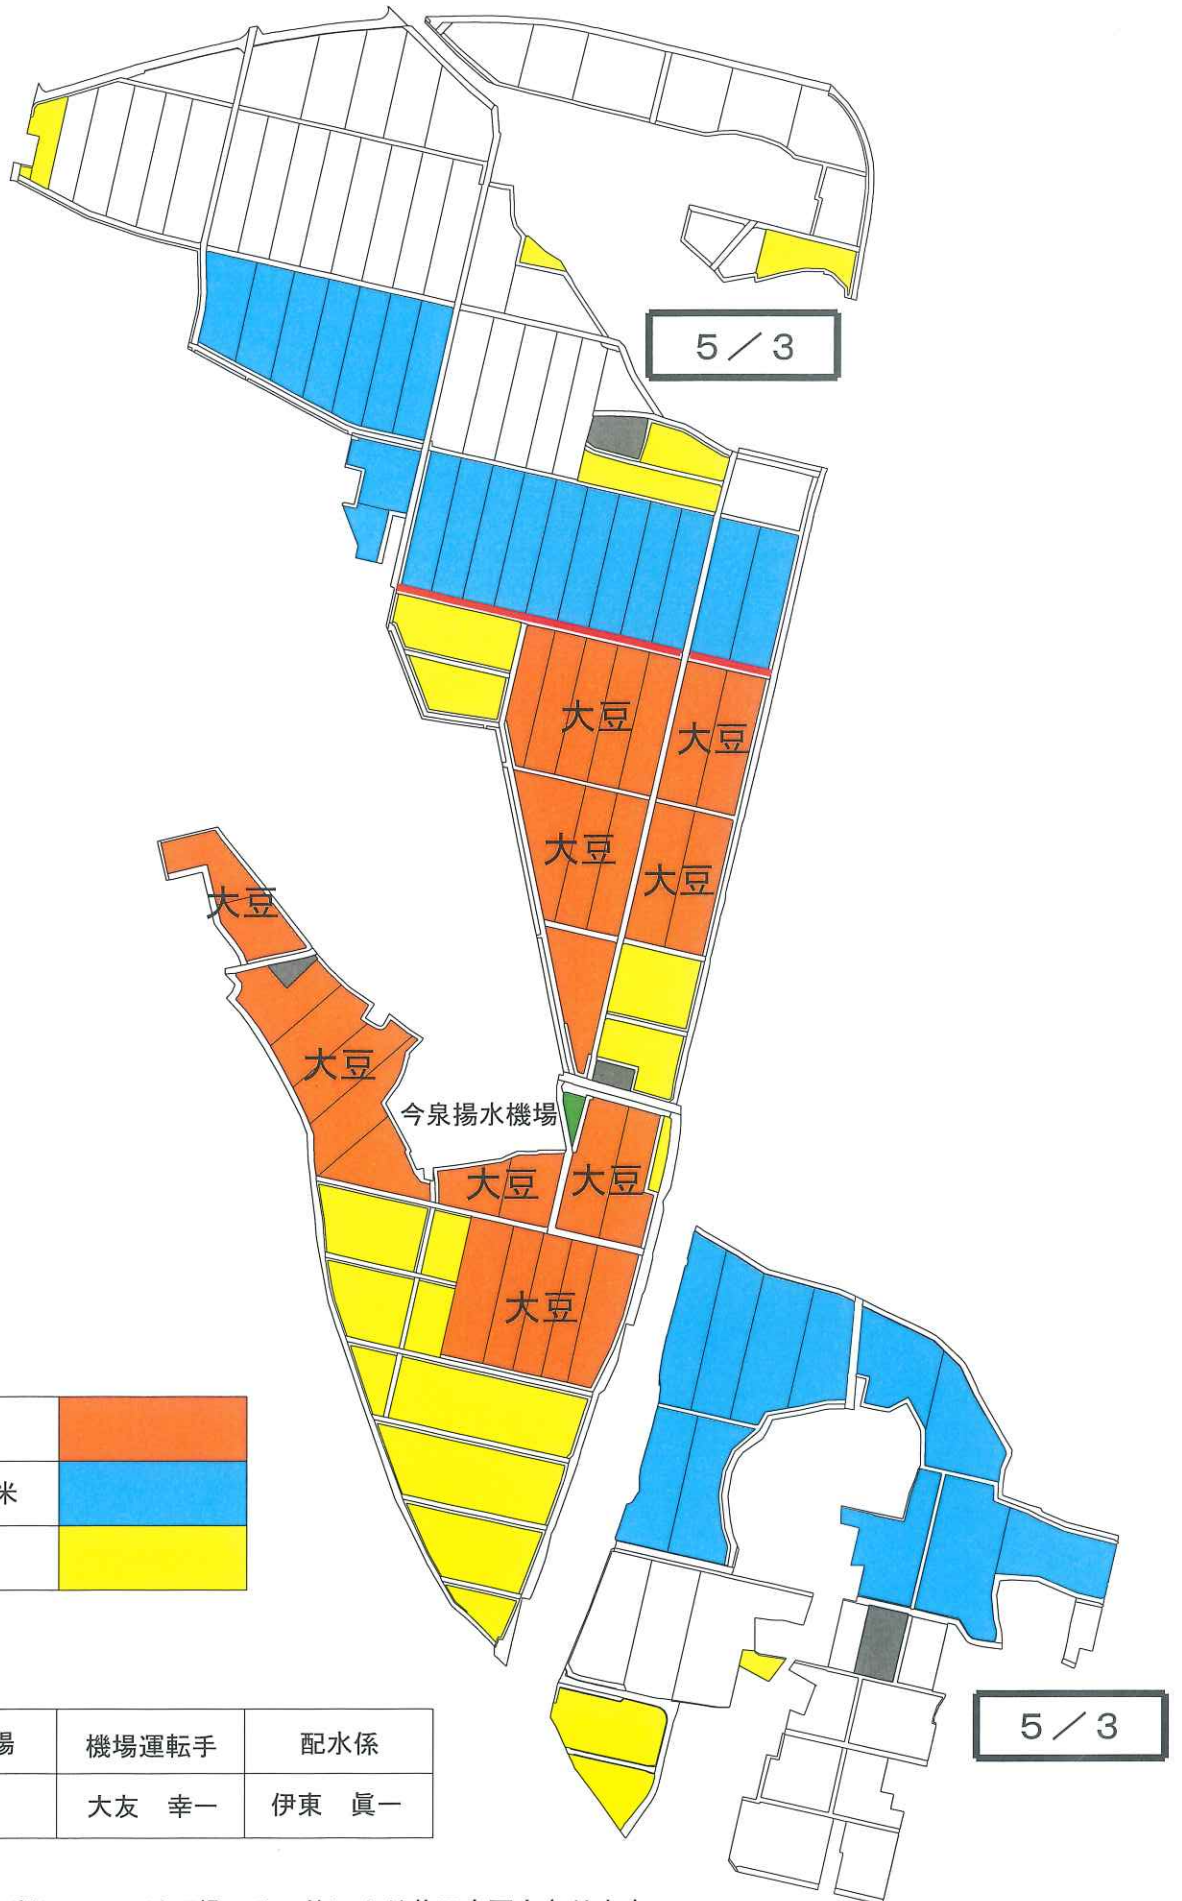 5/3
大豆
大豆
大豆
大豆
大豆
大豆
今泉揚水機場
大豆
大豆
大豆
米
5/3
場 機場運転手 配水係
大友 幸一 伊東 眞一